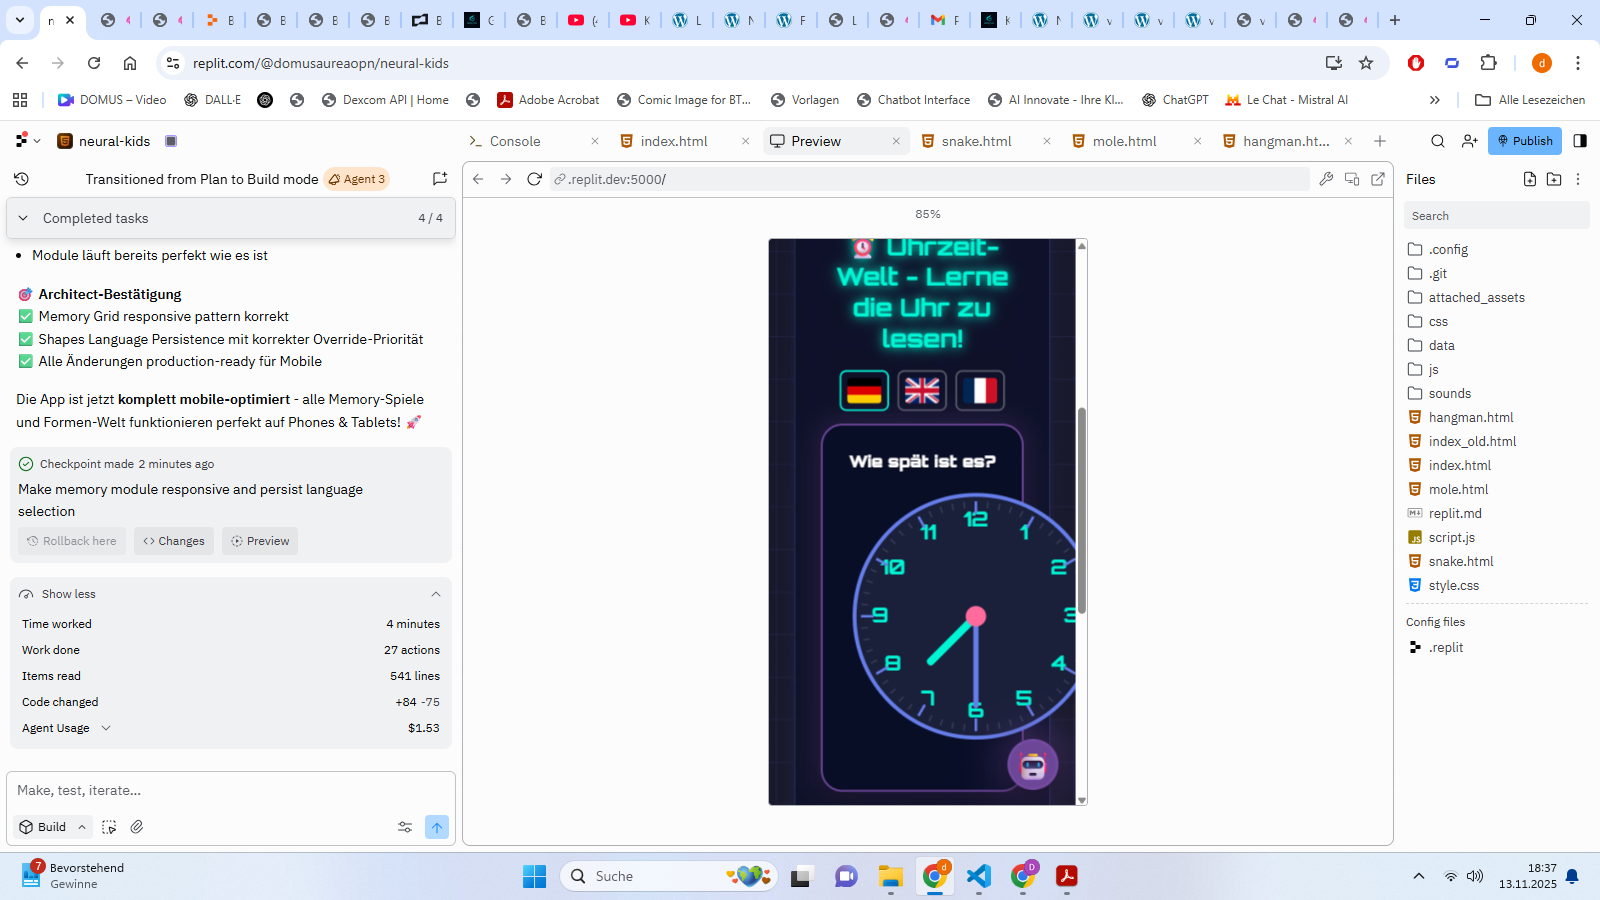 replit.com/@domusaureaopn/neural-kids
d
DOMUS – Video
DALL·E
Dexcom API | Home
Adobe Acrobat
Comic Image for BT...
Vorlagen
Chatbot Interface
AI Innovate - Ihre KI...
ChatGPT
Le Chat - Mistral AI
Alle Lesezeichen
neural-kids
Console
index.html
Preview
snake.html
mole.html
hangman.ht...
Publish
Transitioned from Plan to Build mode
Agent 3
.replit.dev:5000/
Files
Completed tasks
4 / 4
85%
Search
Module läuft bereits perfekt wie es ist
Architect-Bestätigung
Memory Grid responsive pattern korrekt
Shapes Language Persistence mit korrekter Override-Priorität
Alle Änderungen production-ready für Mobile
Die App ist jetzt komplett mobile-optimiert - alle Memory-Spiele
und Formen-Welt funktionieren perfekt auf Phones & Tablets!
Checkpoint made 2 minutes ago
Make memory module responsive and persist language
selection
Rollback here
Changes
Preview
Show less
Time worked
4 minutes
Work done
27 actions
Items read
541 lines
Code changed
+84 -75
Agent Usage
$1.53
Make, test, iterate...
Build
Uhrzeit-
Welt - Lerne
die Uhr zu
lesen!
Wie spät ist es?
12
11
1
10
2
9
3
8
4
7
5
6
.config
.git
attached_assets
css
data
js
sounds
hangman.html
index_old.html
index.html
mole.html
replit.md
script.js
snake.html
style.css
Config files
.replit
7
Bevorstehend
Gewinne
Suche
d
D
18:37
13.11.2025